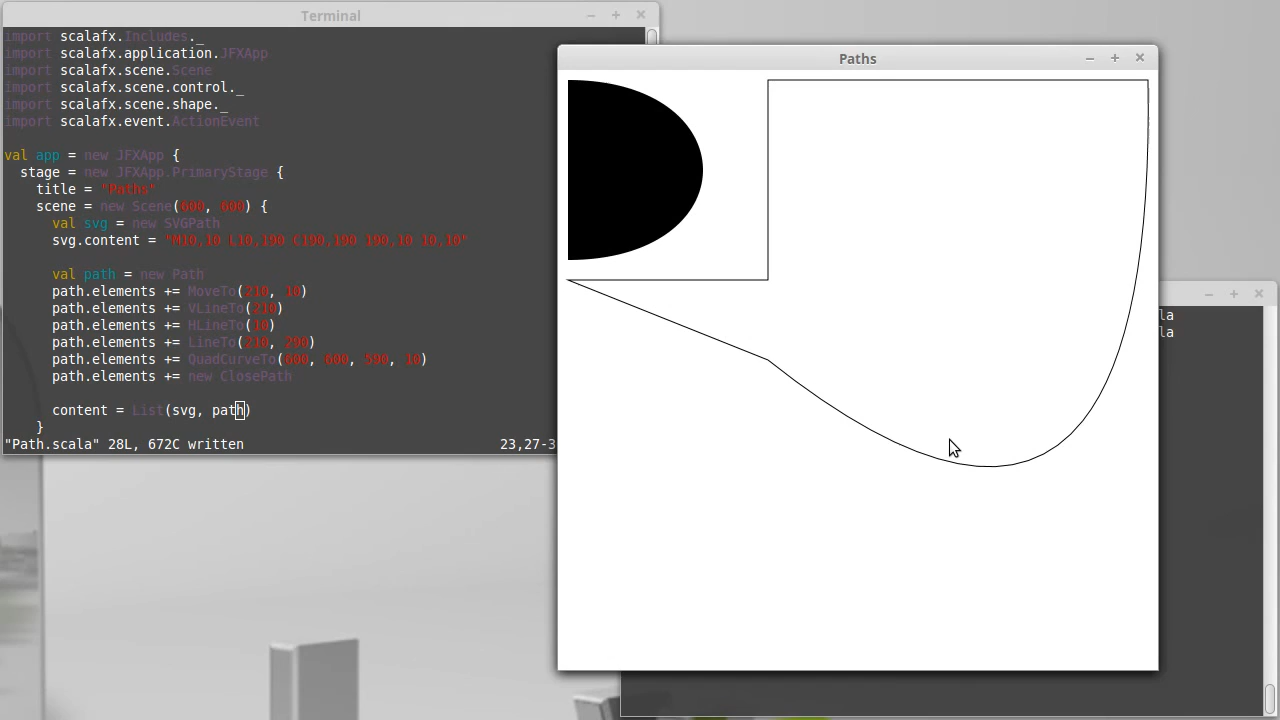 Terminal
import scalafx.Includes._
import scalafx.application.JFXApp
import scalafx.scene.Scene
import scalafx.scene.control._
import scalafx.scene.shape._
import scalafx.event.ActionEvent
val app = new JFXApp {
stage = new JFXApp.PrimaryStage {
title = "Paths"
scene = new Scene(600, 600) {
val svg = new SVGPath
svg.content = "M10,10 L10,190 C190,190 190,10 10,10"
val path = new Path
path.elements += MoveTo(210, 10)
path.elements += VLineTo(210)
path.elements += HLineTo(10)
path.elements += LineTo(210, 290)
path.elements += QuadCurveTo(600, 600, 590, 10)
path.elements += new ClosePath
content = List(svg, path)
}
"Path.scala" 28L, 672C written 23,27-3
Paths
la
la